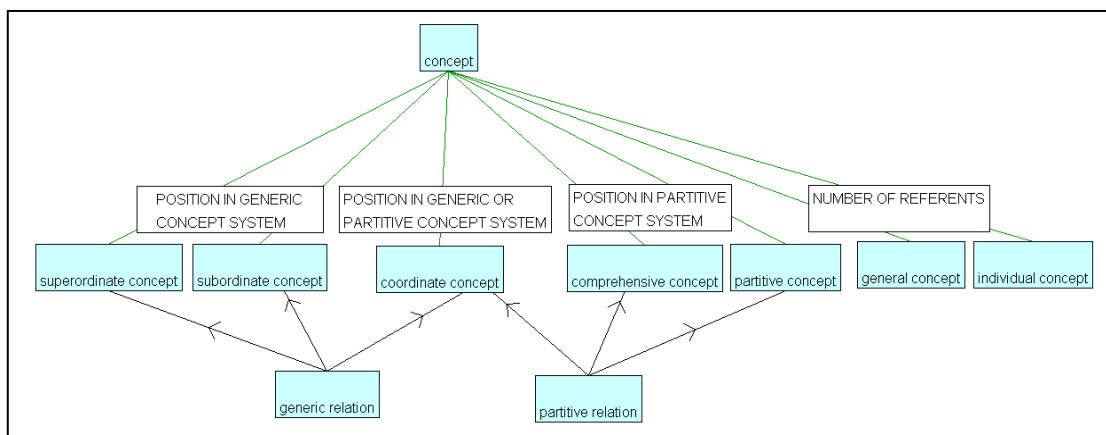 concept
POSITION IN GENERIC
CONCEPT SYSTEM
POSITION IN GENERIC OR
PARTITIVE CONCEPT SYSTEM
POSITION IN PARTITIVE
CONCEPT SYSTEM
NUMBER OF REFERENTS
superordinate concept
subordinate concept
coordinate concept
comprehensive concept
partitive concept
general concept
individual concept
generic relation
partitive relation